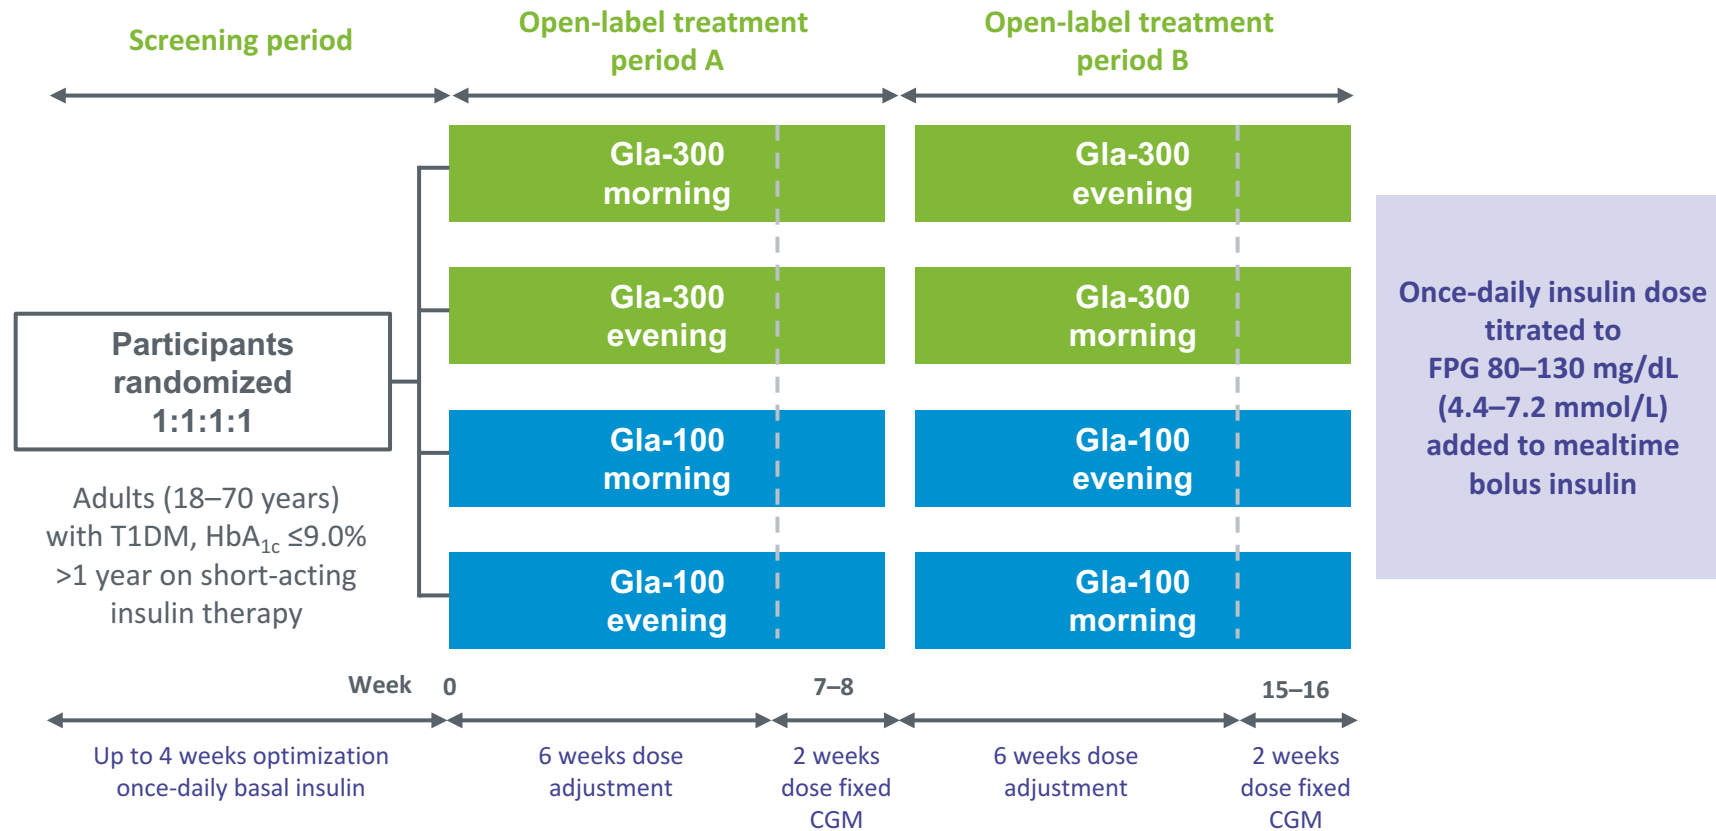 Screening period
Open-label treatment
period A
Open-label treatment
period B
Participants
randomized
1:1:1:1
Adults (18–70 years)
with T1DM, HbA1c ≤9.0%
>1 year on short-acting
insulin therapy
Gla-300
morning
Gla-300
evening
Gla-300
evening
Gla-300
morning
Gla-100
morning
Gla-100
evening
Gla-100
evening
Gla-100
morning
Once-daily insulin dose
titrated to
FPG 80–130 mg/dL
(4.4–7.2 mmol/L)
added to mealtime
bolus insulin
Week 0 7–8 15–16
Up to 4 weeks optimization
once-daily basal insulin
6 weeks dose
adjustment
2 weeks
dose fixed
CGM
6 weeks dose
adjustment
2 weeks
dose fixed
CGM